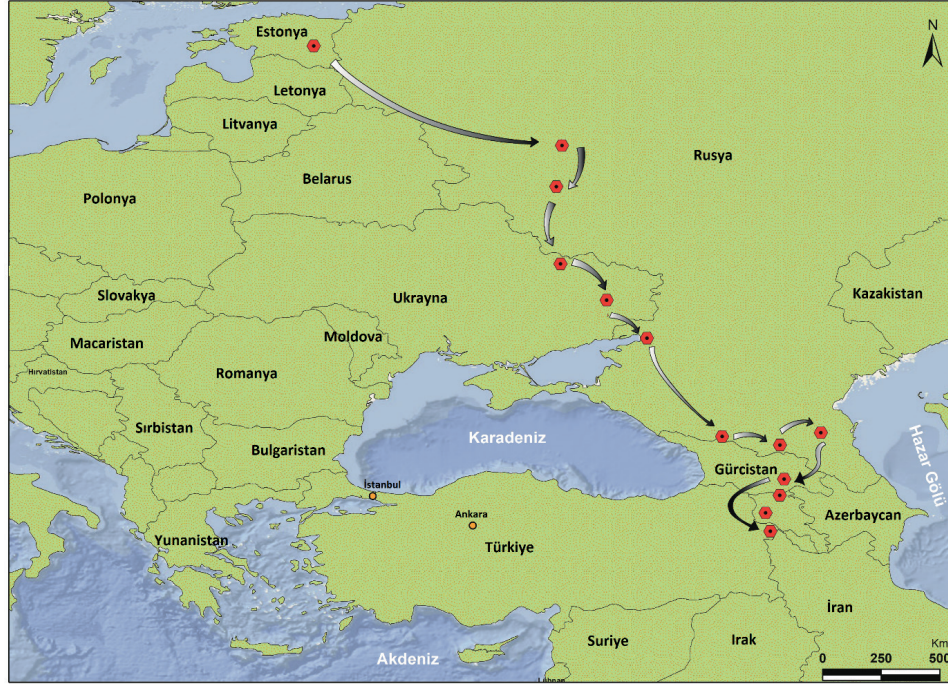 N
Estonya
Letonya
Litvanya
Rusya
Belarus
Polonya
Slovakya
Ukrayna
Kazakistan
Macaristan
Moldova
Hırvatistan
Romanya
Sırbistan
Karadeniz
Bulgaristan
Hazar Gölü
Gürcistan
İstanbul
Ankara
Azerbaycan
Yunanistan
Türkiye
İran
Suriye
Irak
Akdeniz
Km
0 250 500